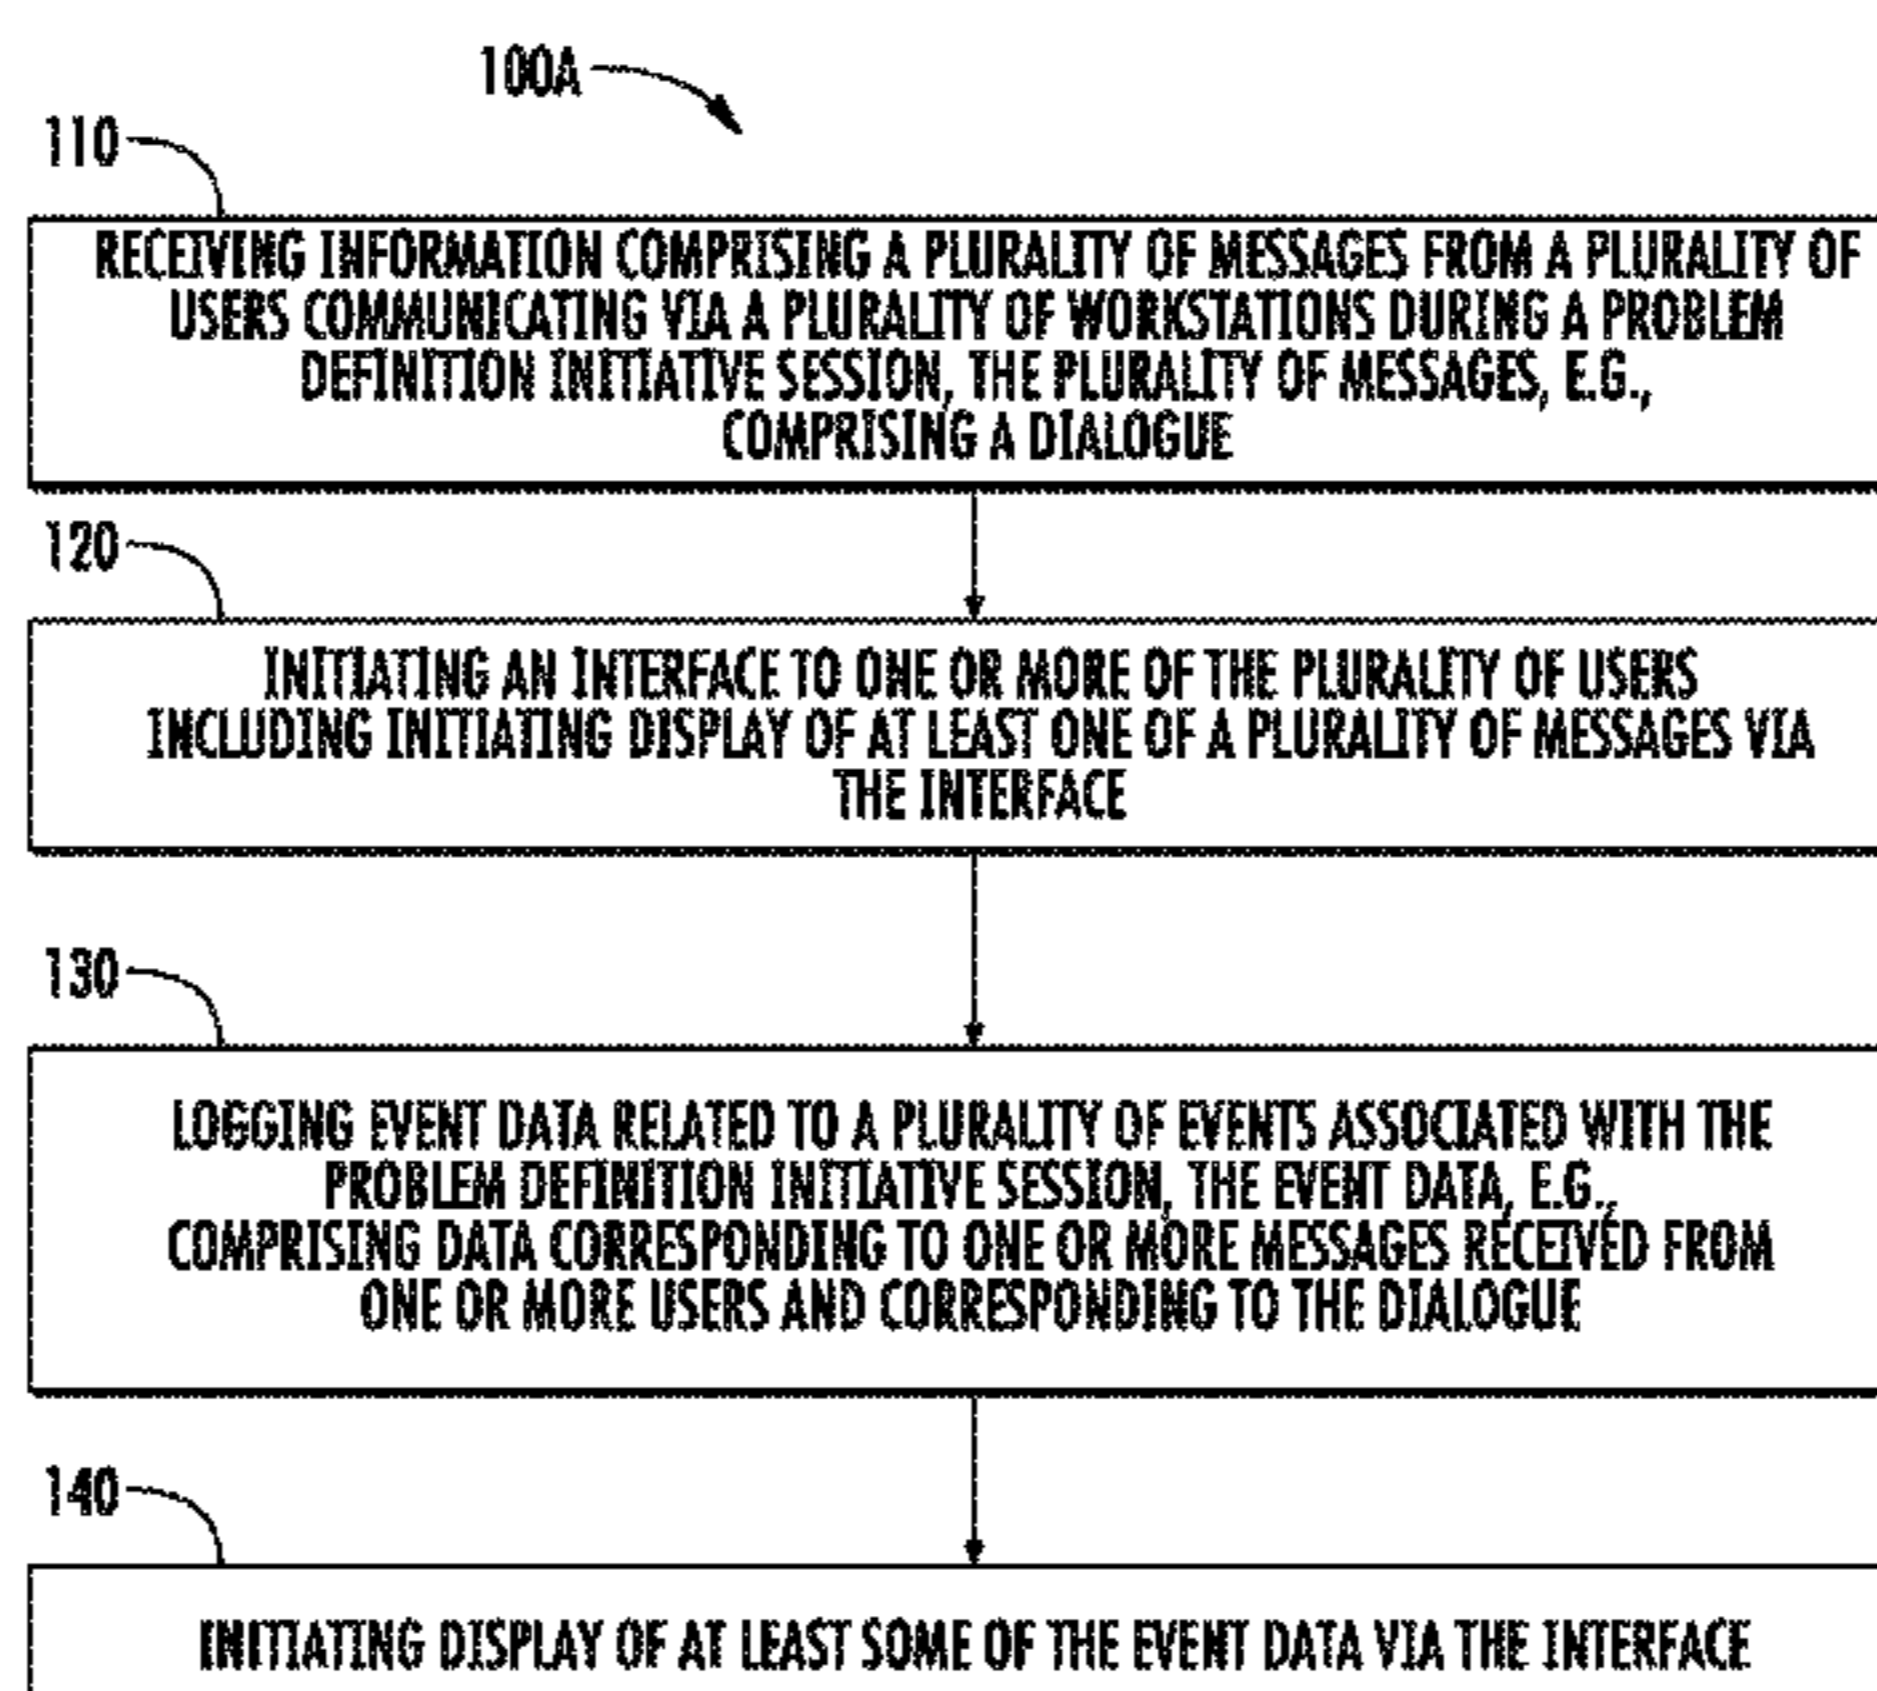 100A
110
RECEIVING INFORMATION COMPRISING A PLURALITY OF MESSAGES FROM A PLURALITY OF
USERS COMMUNICATING VIA A PLURALITY OF WORKSTATIONS DURING A PROBLEM
DEFINITION INITIATIVE SESSION, THE PLURALITY OF MESSAGES, E.G.,
COMPRISING A DIALOGUE
120
INITIATING AN INTERFACE TO ONE OR MORE OF THE PLURALITY OF USERS
INCLUDING INITIATING DISPLAY OF AT LEAST ONE OF A PLURALITY OF MESSAGES VIA
THE INTERFACE
130
LOGGING EVENT DATA RELATED TO A PLURALITY OF EVENTS ASSOCIATED WITH THE
PROBLEM DEFINITION INITIATIVE SESSION, THE EVENT DATA, E.G.,
COMPRISING DATA CORRESPONDING TO ONE OR MORE MESSAGES RECEIVED FROM
ONE OR MORE USERS AND CORRESPONDING TO THE DIALOGUE
140
INITIATING DISPLAY OF AT LEAST SOME OF THE EVENT DATA VIA THE INTERFACE